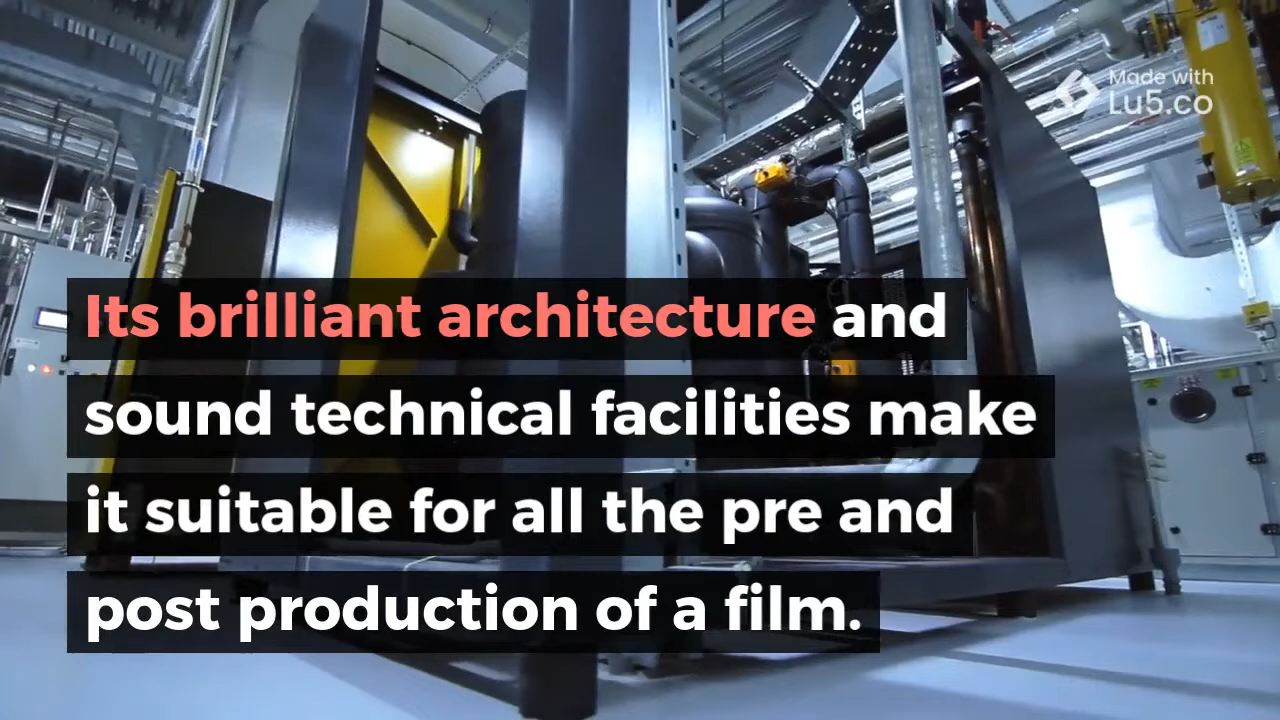 Made with
Lu5.co
Its brilliant architecture and
sound technical facilities make
it suitable for all the pre and
post production of a film.